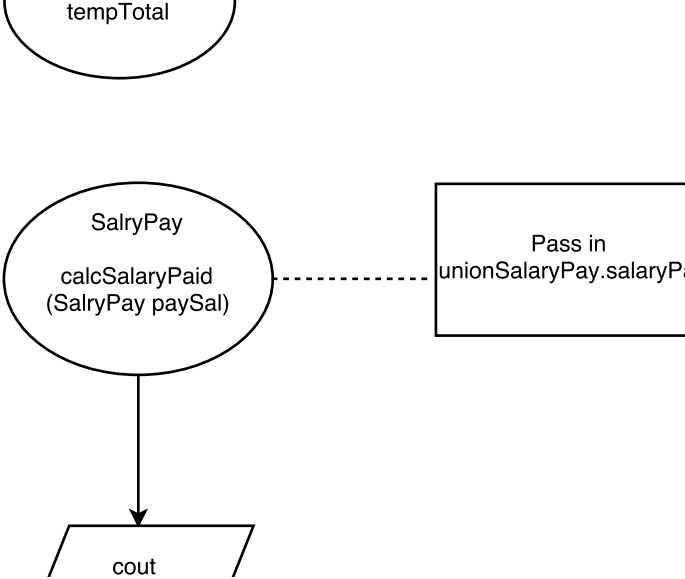 tempTotal
SalryPay
calcSalaryPaid
(SalryPay paySal)
Pass in
cout